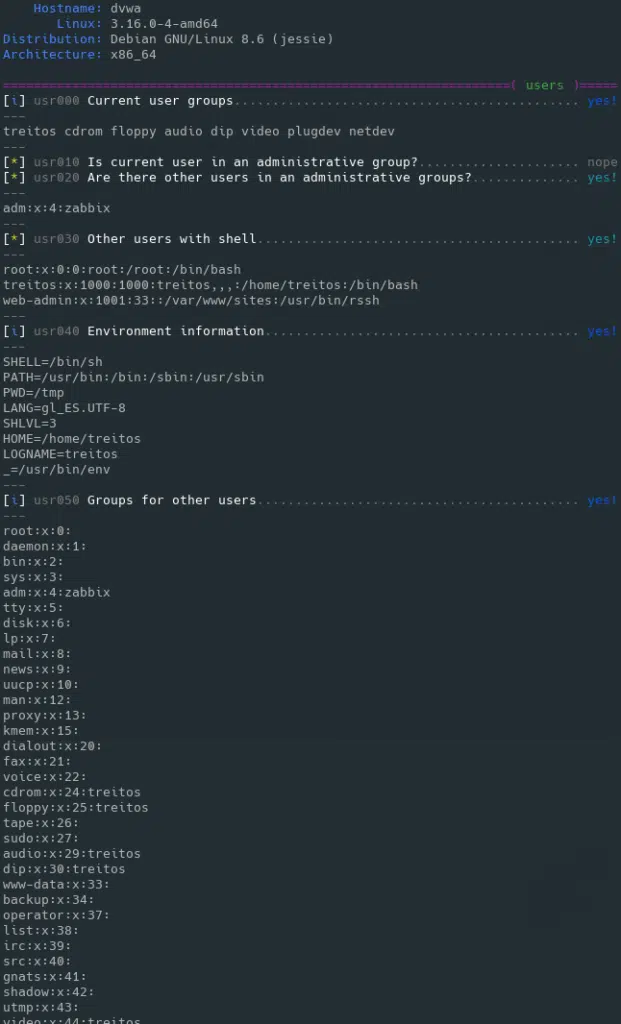 Hostname: dvwa
Linux: 3.16.0-4-amd64
Distribution: Debian GNU/Linux 8.6 (jessie)
Architecture: x86_64
==================================================================( users )=====
[i] usr000 Current user groups............................................. yes!
---
treitos cdrom floppy audio dip video plugdev netdev
---
[*] usr010 Is current user in an administrative group?..................... nope
[*] usr020 Are there other users in an administrative groups?.............. yes!
---
adm:x:4:zabbix
---
[*] usr030 Other users with shell.......................................... yes!
---
root:x:0:0:root:/root:/bin/bash
treitos:x:1000:1000:treitos,,,:/home/treitos:/bin/bash
web-admin:x:1001:33::/var/www/sites:/usr/bin/rssh
---
[i] usr040 Environment information......................................... yes!
---
SHELL=/bin/sh
PATH=/usr/bin:/bin:/sbin:/usr/sbin
PWD=/tmp
LANG=gl_ES.UTF-8
SHLVL=3
HOME=/home/treitos
LOGNAME=treitos
_=/usr/bin/env
---
[i] usr050 Groups for other users.......................................... yes!
---
root:x:0:
daemon:x:1:
bin:x:2:
sys:x:3:
adm:x:4:zabbix
tty:x:5:
disk:x:6:
lp:x:7:
mail:x:8:
news:x:9:
uucp:x:10:
man:x:12:
proxy:x:13:
kmem:x:15:
dialout:x:20:
fax:x:21:
voice:x:22:
cdrom:x:24:treitos
floppy:x:25:treitos
tape:x:26:
sudo:x:27:
audio:x:29:treitos
dip:x:30:treitos
www-data:x:33:
backup:x:34:
operator:x:37:
list:x:38:
irc:x:39:
src:x:40:
gnats:x:41:
shadow:x:42:
utmp:x:43:
video:x:44:treitos